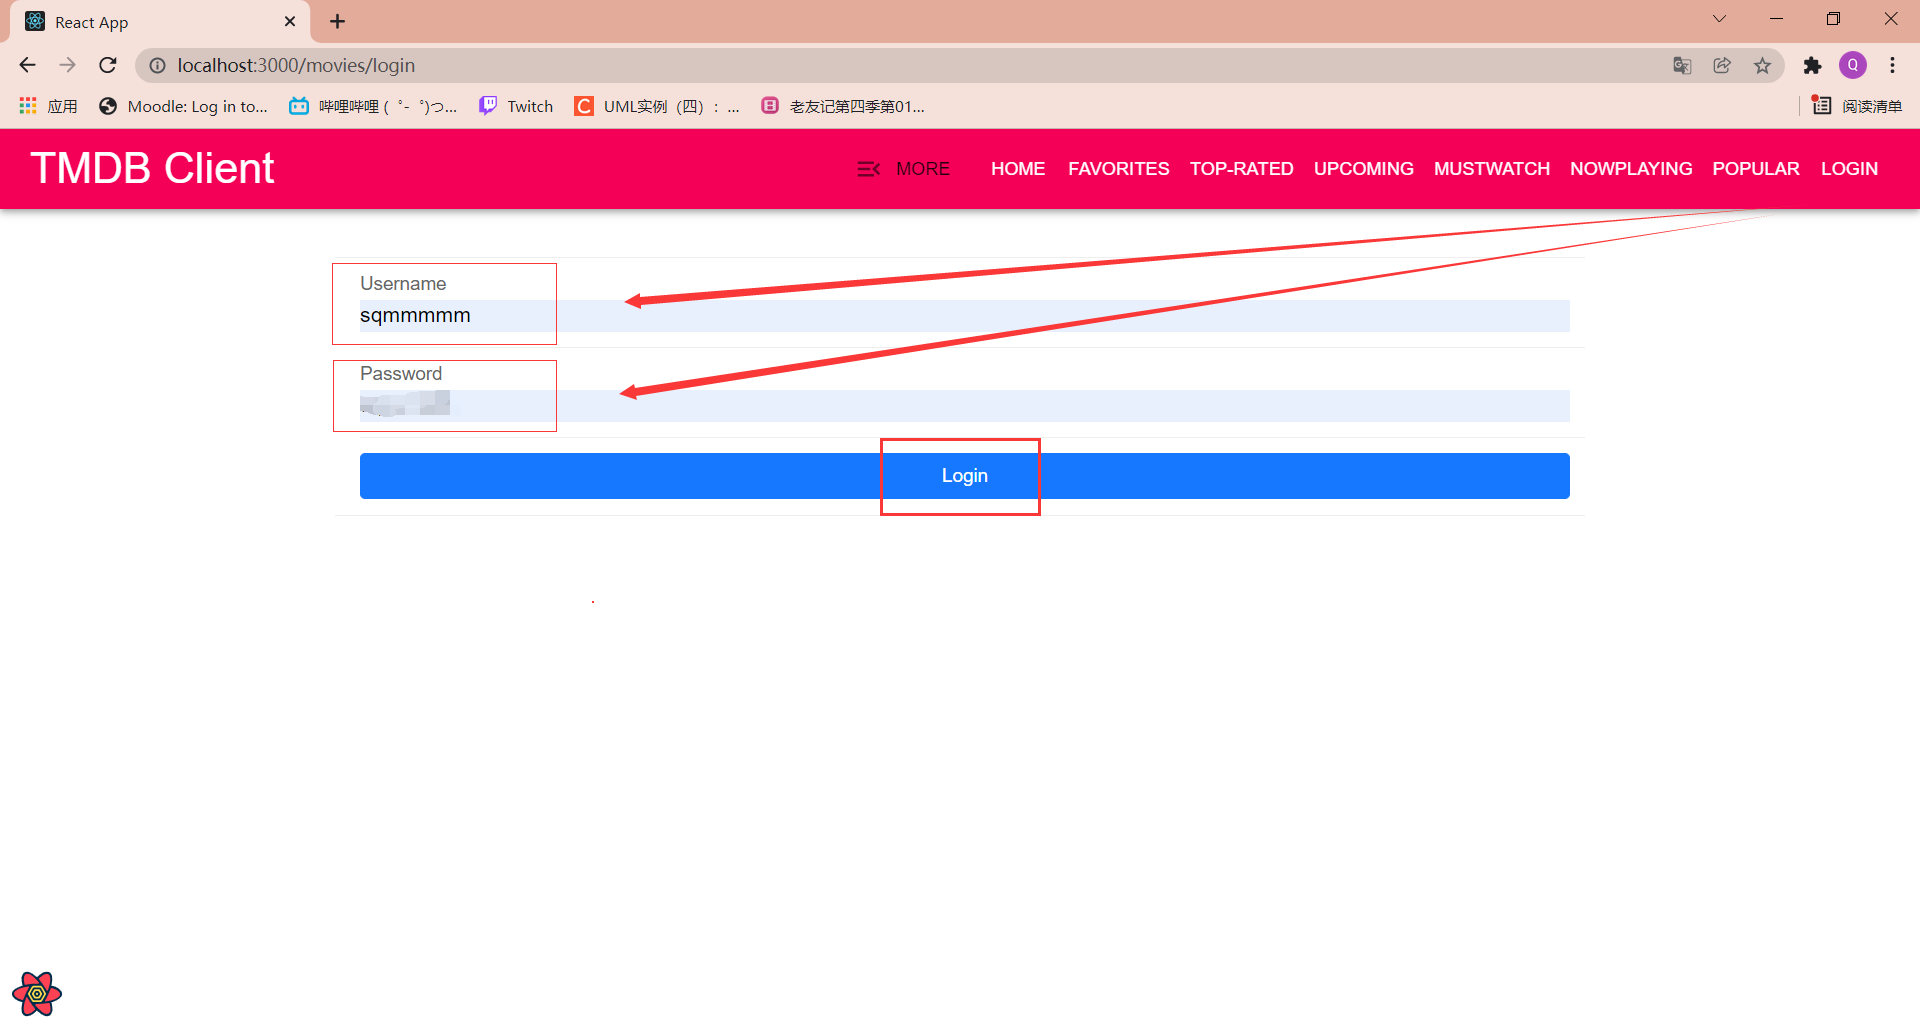 React App
localhost:3000/movies/login
Q
应用
Moodle: Log in to...
哔哩哔哩 ( ゜- ゜)つ...
Twitch
C
UML实例（四）：...
老友记第四季第01...
阅读清单
TMDB Client
MORE
HOME
FAVORITES
TOP-RATED
UPCOMING
MUSTWATCH
NOWPLAYING
POPULAR
LOGIN
Username
sqmmmmm
Password
Login